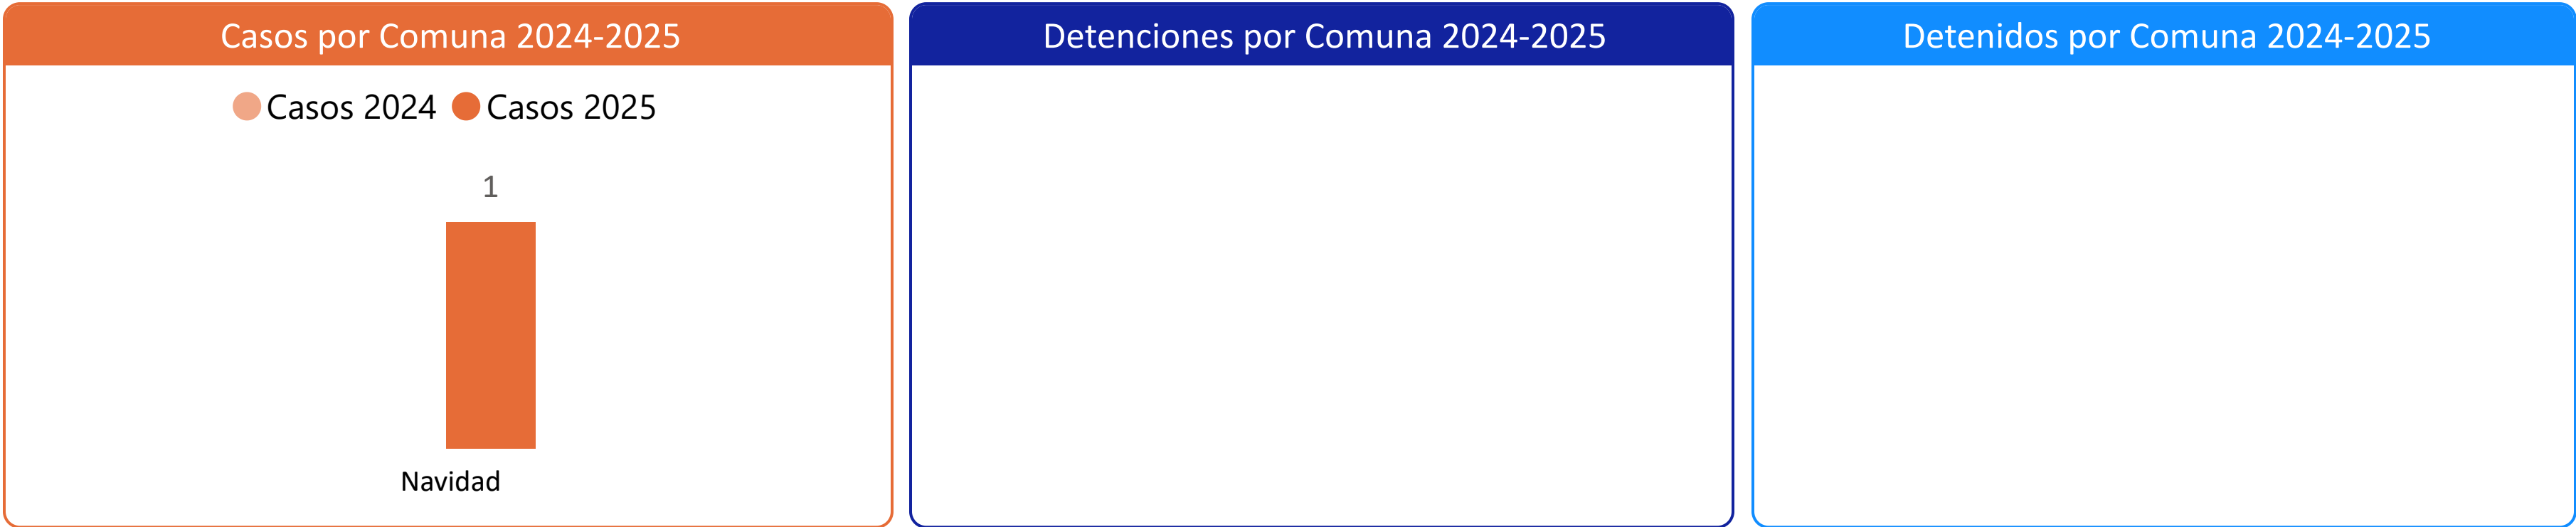 Casos por Comuna 2024-2025
Casos 2024 Casos 2025
1
Navidad
Detenciones por Comuna 2024-2025
Detenidos por Comuna 2024-2025